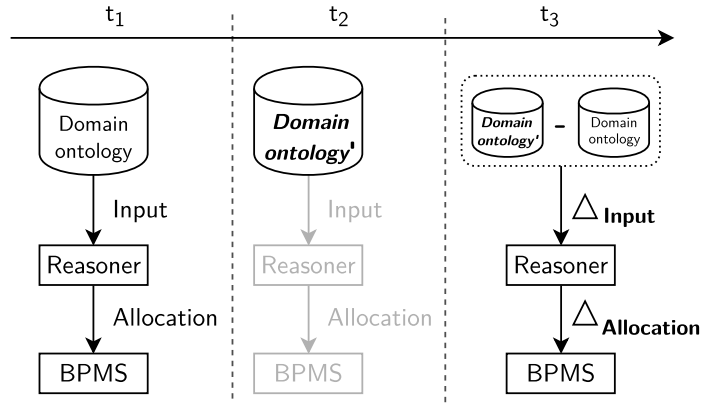 t1
t2
t3
Domain
ontology
Input
Reasoner
Allocation
BPMS
Domain
ontology'
Input
Reasoner
Allocation
BPMS
Domain
ontology'
-
Domain
ontology
△ Input
Reasoner
△ Allocation
BPMS